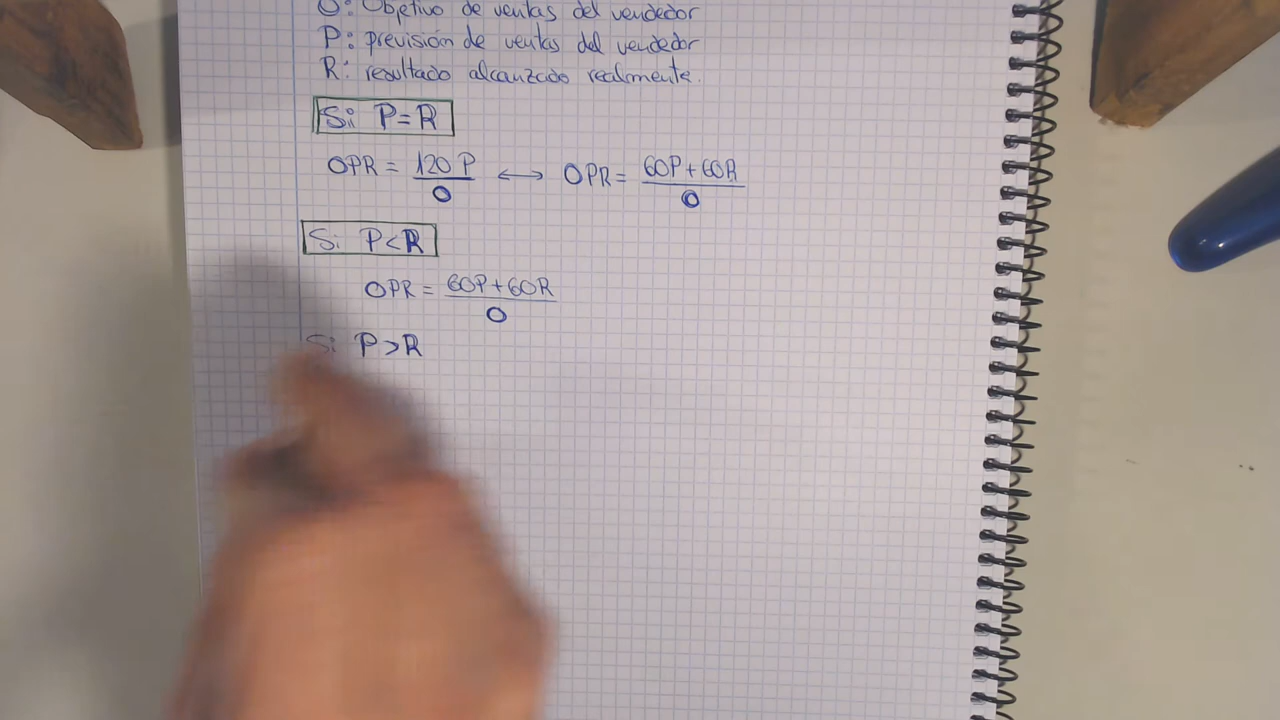 O: Objetivo de ventas del vendedor
P: previsión de ventas del vendedor
R: resultado alcanzado realmente.
Si P=R
OPR = 120P/O ⟷ OPR = 60P+60R/O
Si P<R
OPR = 60P+60R/O
Si P>R